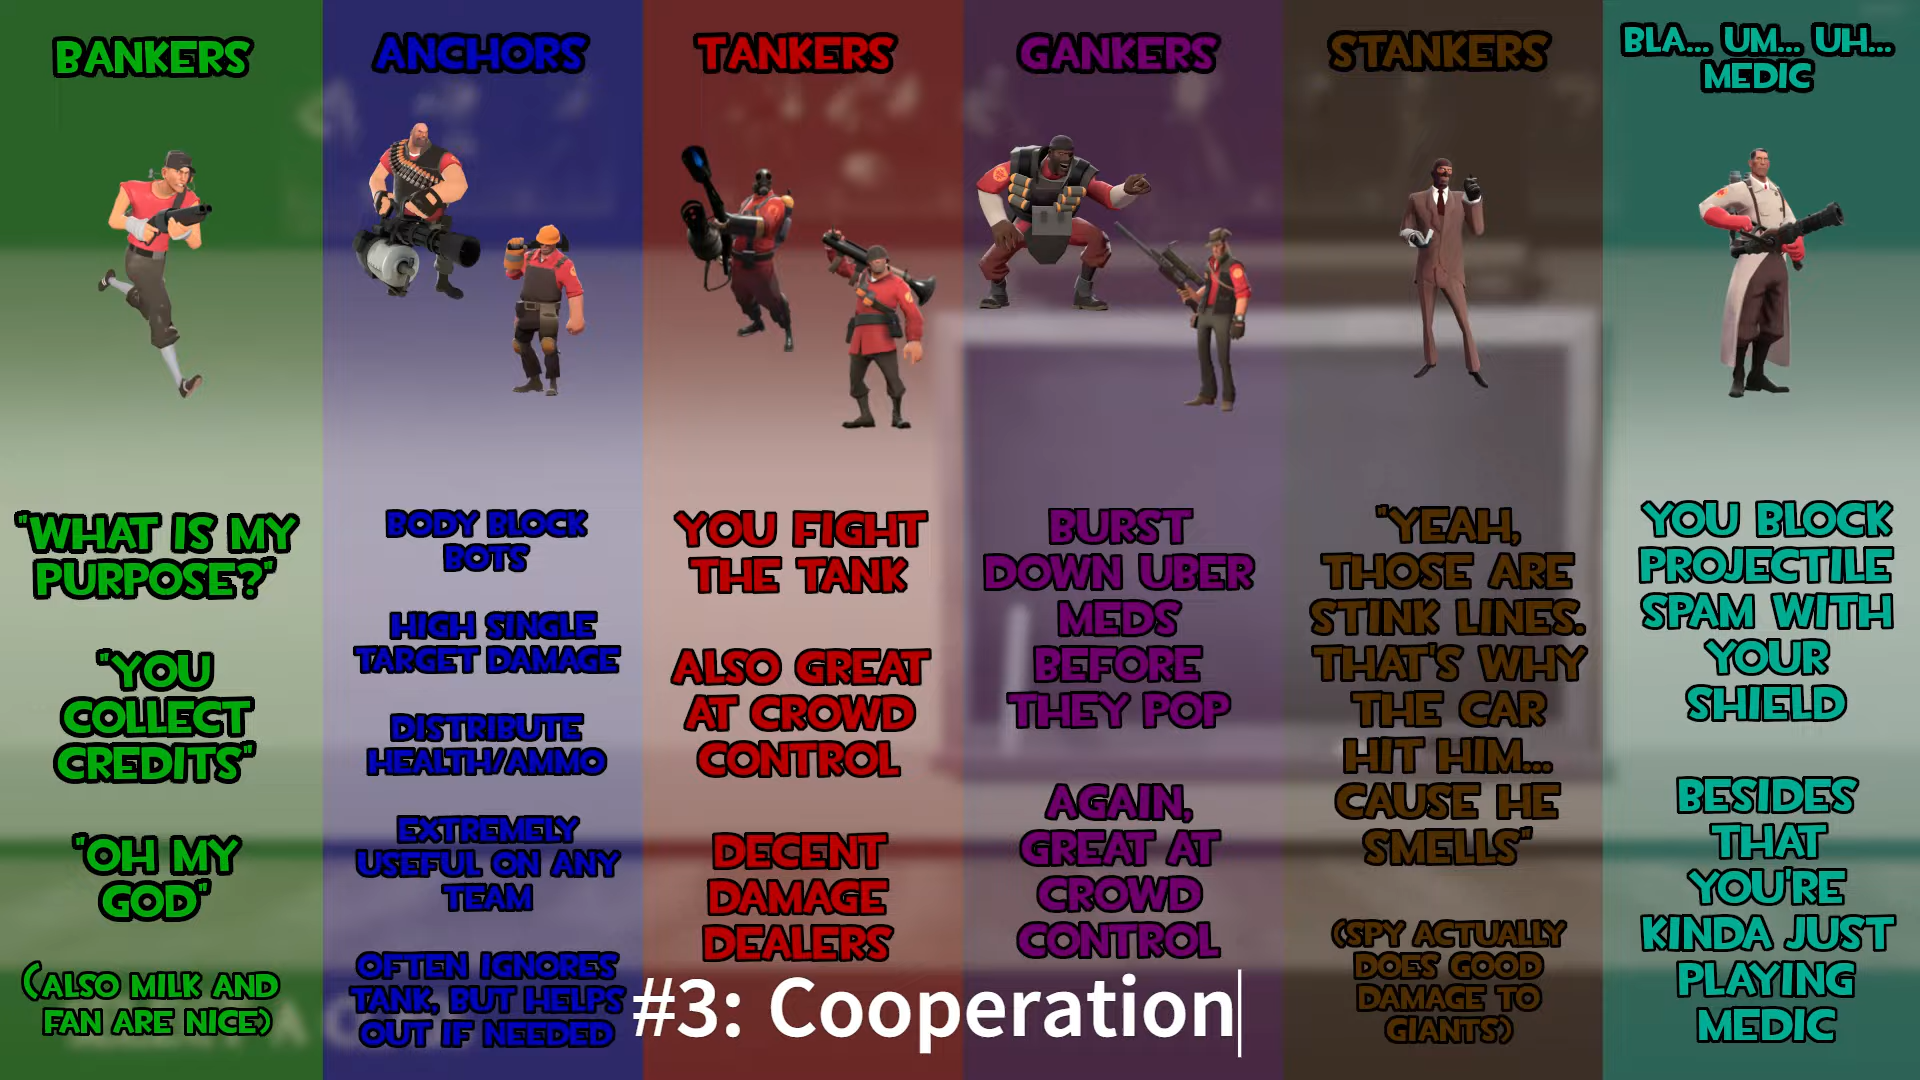 BANKERS
"WHAT IS MY
PURPOSE?"
"YOU
COLLECT
CREDITS"
"OH MY
GOD"
(ALSO MILK AND
FAN ARE NICE)
ANCHORS
BODY BLOCK
BOTS
HIGH SINGLE
TARGET DAMAGE
DISTRIBUTE
HEALTH/AMMO
EXTREMELY
USEFUL ON ANY
TEAM
OFTEN IGNORES
TANK, BUT HELPS
OUT IF NEEDED
TANKERS
YOU FIGHT
THE TANK
ALSO GREAT
AT CROWD
CONTROL
DECENT
DAMAGE
DEALERS
GANKERS
BURST
DOWN UBER
MEDS
BEFORE
THEY POP
AGAIN,
GREAT AT
CROWD
CONTROL
STANKERS
"YEAH,
THOSE ARE
STINK LINES.
THAT'S WHY
THE CAR
HIT HIM...
CAUSE HE
SMELLS"
(SPY ACTUALLY
DOES GOOD
DAMAGE TO
GIANTS)
BLA... UM... UH...
MEDIC
YOU BLOCK
PROJECTILE
SPAM WITH
YOUR
SHIELD
BESIDES
THAT
YOU'RE
KINDA JUST
PLAYING
MEDIC
#3: Cooperation